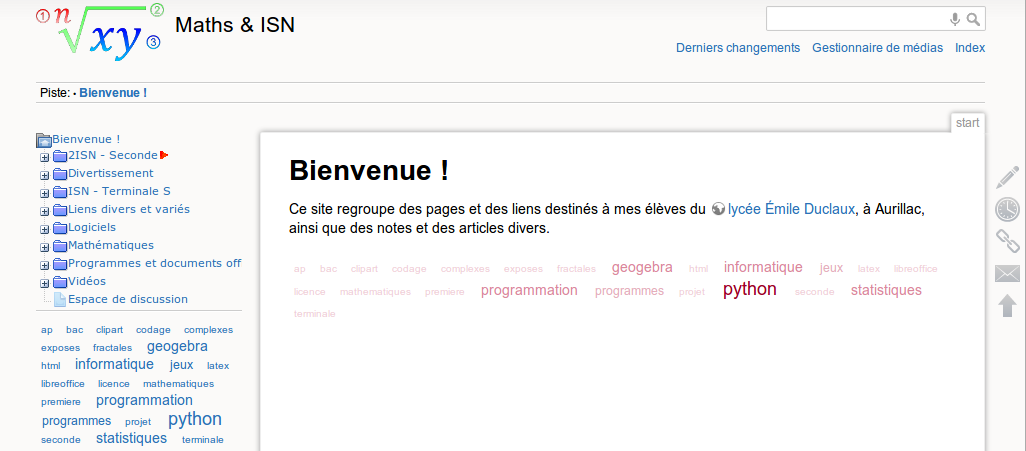 1 n 2
√xy 3
Maths & ISN
Derniers changements Gestionnaire de médias Index
Piste: • Bienvenue !
start
Bienvenue !
2ISN - Seconde
Divertissement
ISN - Terminale S
Liens divers et variés
Logiciels
Mathématiques
Programmes et documents off
Vidéos
Espace de discussion
ap bac clipart codage complexes
exposes fractales geogebra
html informatique jeux latex
libreoffice licence mathematiques
premiere programmation
programmes projet python
seconde statistiques terminale
Bienvenue !
Ce site regroupe des pages et des liens destinés à mes élèves du lycée Émile Duclaux, à Aurillac,
ainsi que des notes et des articles divers.
ap bac clipart codage complexes exposes fractales geogebra html informatique jeux latex libreoffice
licence mathematiques premiere programmation programmes projet python seconde statistiques
terminale